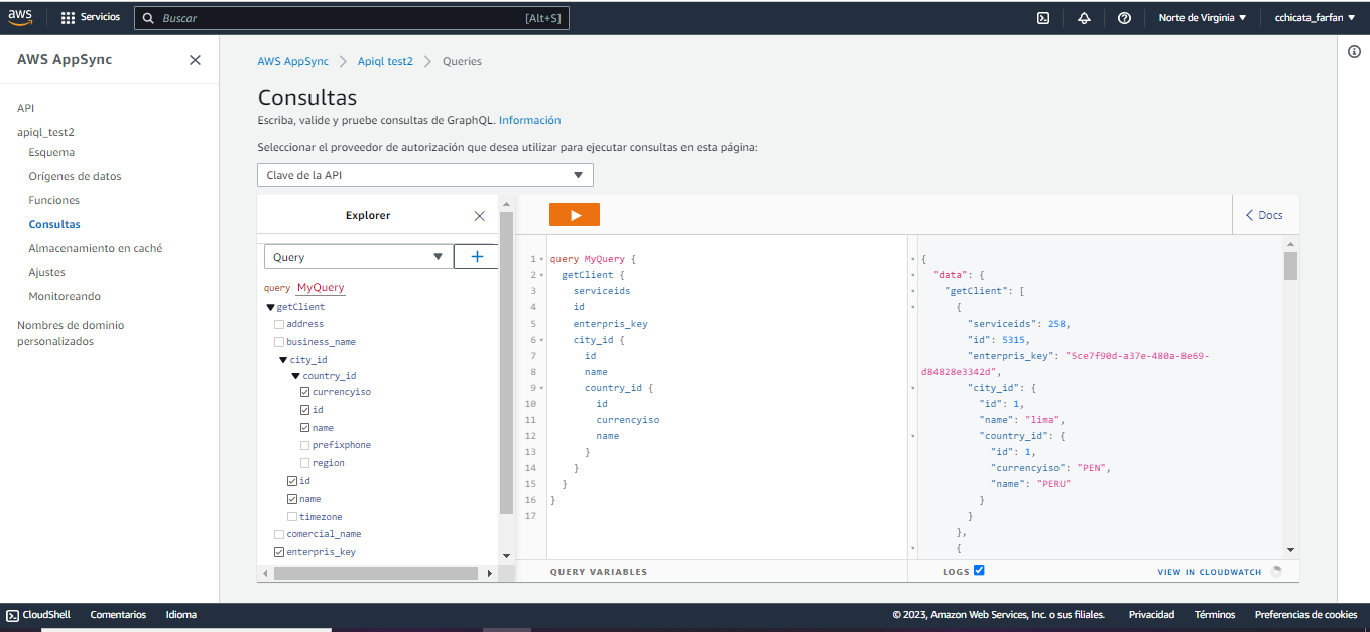 aws
Servicios
Buscar
[Alt+S]
Norte de Virginia
cchicata_farfan
AWS AppSync
API
apiql_test2
Esquema
Orígenes de datos
Funciones
Consultas
Almacenamiento en caché
Ajustes
Monitoreando
Nombres de dominio
personalizados
AWS AppSync
Apiql test2
Queries
Consultas
Escriba, valide y pruebe consultas de GraphQL. Información
Seleccionar el proveedor de autorización que desea utilizar para ejecutar consultas en esta página:
Clave de la API
Explorer
Query
+
query MyQuery
getClient
address
business_name
city_id
country_id
currencyiso
id
name
prefixphone
region
id
name
timezone
comercial_name
enterpris_key
Docs
1 query MyQuery {
2 getClient {
3 serviceids
4 id
5 enterpris_key
6 city_id {
7 id
8 name
9 country_id {
10 id
11 currencyiso
12 name
13 }
14 }
15 }
16 }
17
{
"data": {
"getClient": [
{
"serviceids": 258,
"id": 5315,
"enterpris_key": "5ce7f90d-a37e-480a-8e69-
d84828e3342d",
"city_id": {
"id": 1,
"name": "lima",
"country_id": {
"id": 1,
"currencyiso": "PEN",
"name": "PERU"
}
}
},
{
QUERY VARIABLES
LOGS
VIEW IN CLOUDWATCH
CloudShell
Comentarios
Idioma
© 2023, Amazon Web Services, Inc. o sus filiales.
Privacidad
Términos
Preferencias de cookies